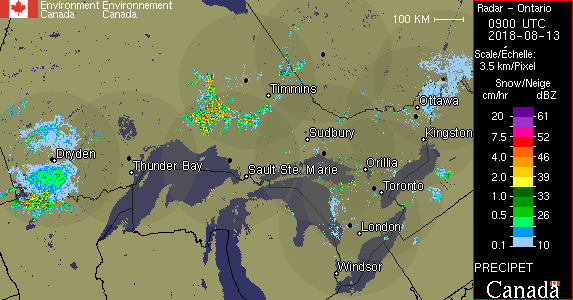 Environment Environnement
Canada Canada
100 KM
Timmins
Ottawa
Sudbury
Kingston
Dryden
Thunder Bay
Sault Ste. Marie
Orillia
Toronto
London
Windsor
Radar – Ontario
0900 UTC
2018-08-13
Scale/Échelle:
3.5 km/Pixel
Snow/Neige
cm/hr dBZ
20 61
7.5 52
4.0 46
2.0 39
1.0 33
0.5 26
0.1 10
PRECIPET
Canada